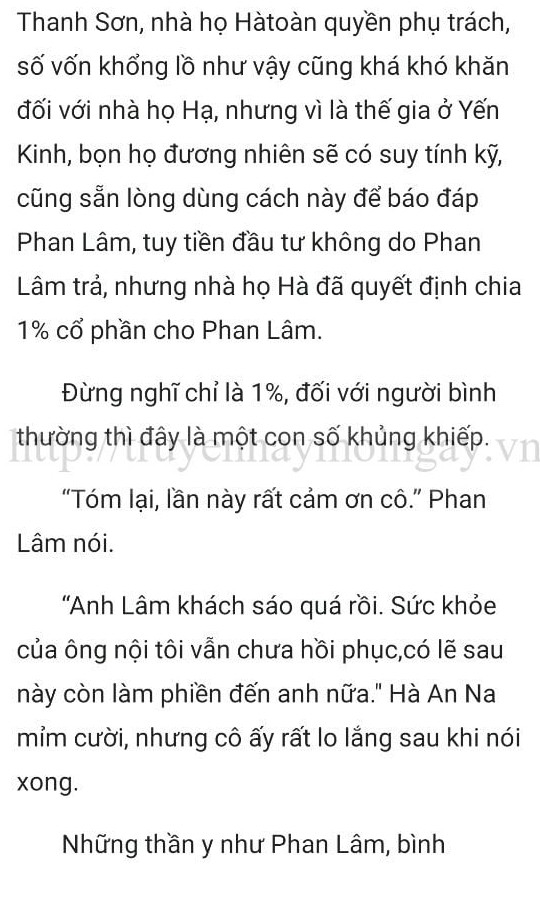 Thanh Sơn, nhà họ Hàtoàn quyền phụ trách,
số vốn khổng lồ như vậy cũng khá khó khăn
đối với nhà họ Hạ, nhưng vì là thế gia ở Yến
Kinh, bọn họ đương nhiên sẽ có suy tính kỹ,
cũng sẵn lòng dùng cách này để báo đáp
Phan Lâm, tuy tiền đầu tư không do Phan
Lâm trả, nhưng nhà họ Hà đã quyết định chia
1% cổ phần cho Phan Lâm.
Đừng nghĩ chỉ là 1%, đối với người bình
thường thì đây là một con số khủng khiếp.
http://truyenhaymoingay.vn
“Tóm lại, lần này rất cảm ơn cô.” Phan
Lâm nói.
“Anh Lâm khách sáo quá rồi. Sức khỏe
của ông nội tôi vẫn chưa hồi phục,có lẽ sau
này còn làm phiền đến anh nữa." Hà An Na
mỉm cười, nhưng cô ấy rất lo lắng sau khi nói
xong.
Những thần y như Phan Lâm, bình